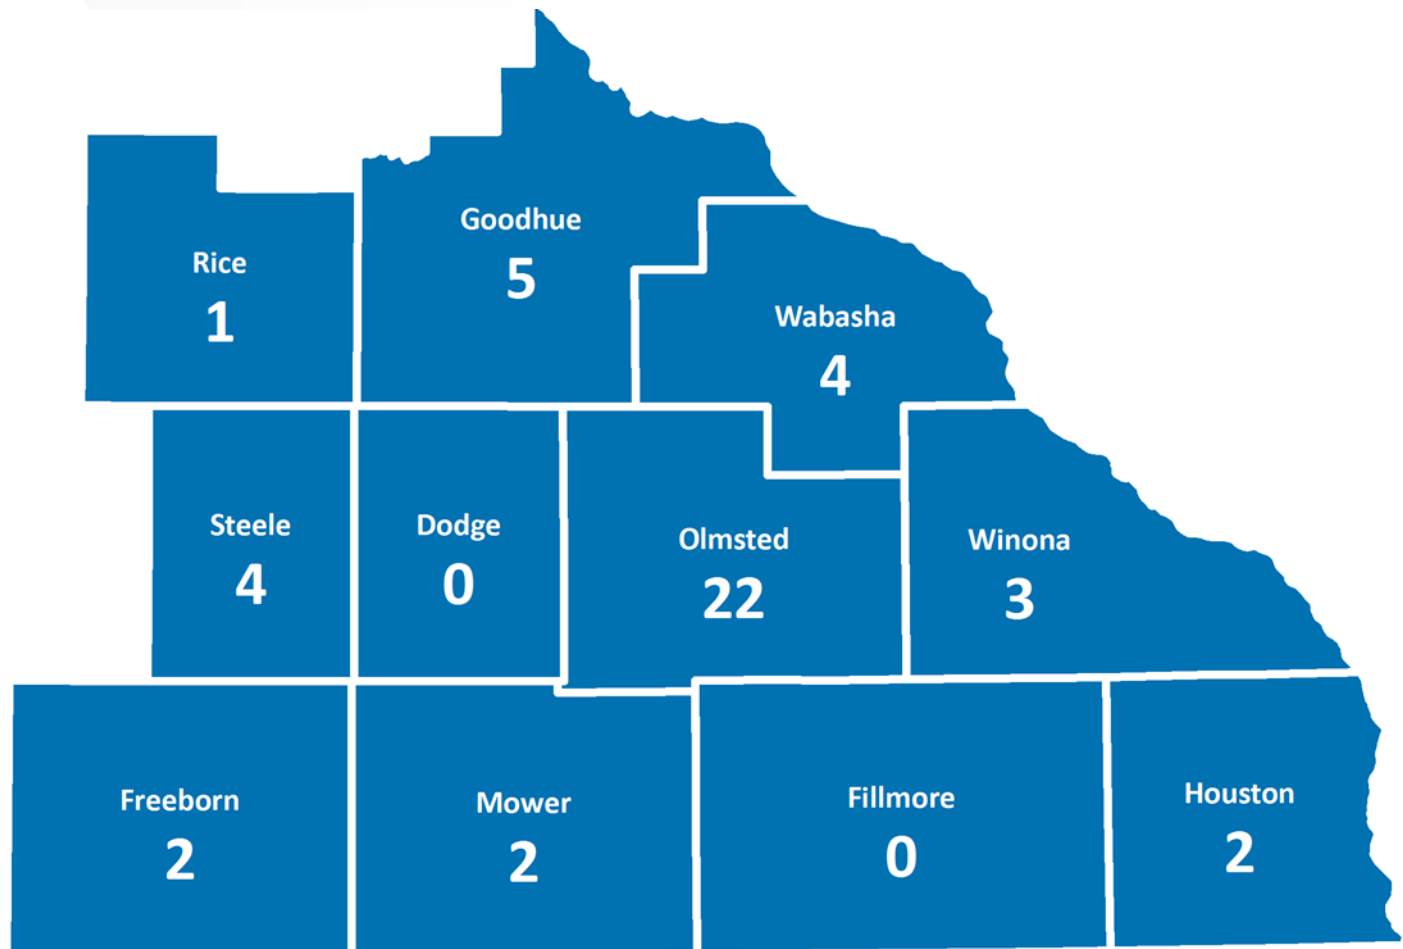 Goodhue
5
Rice
1
Wabasha
4
Steele
4
Dodge
0
Olmsted
22
Winona
3
Freeborn
2
Mower
2
Fillmore
0
Houston
2